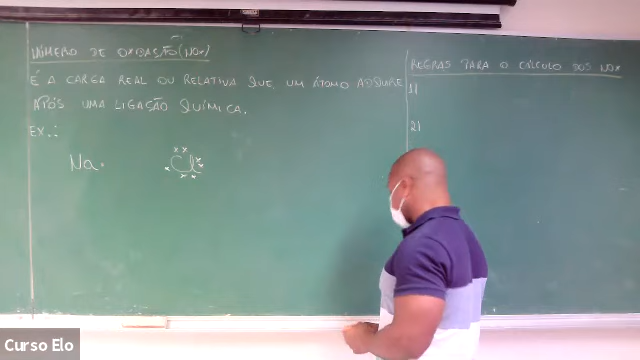 NÚMERO DE OXIDAÇÃO (NOX)
É A CARGA REAL OU RELATIVA QUE UM ÁTOMO ADQUIRE
APÓS UMA LIGAÇÃO QUÍMICA.
EX.:
Na Cl
REGRAS PARA O CÁLCULO DOS NOX
1)
2)
Curso Elo